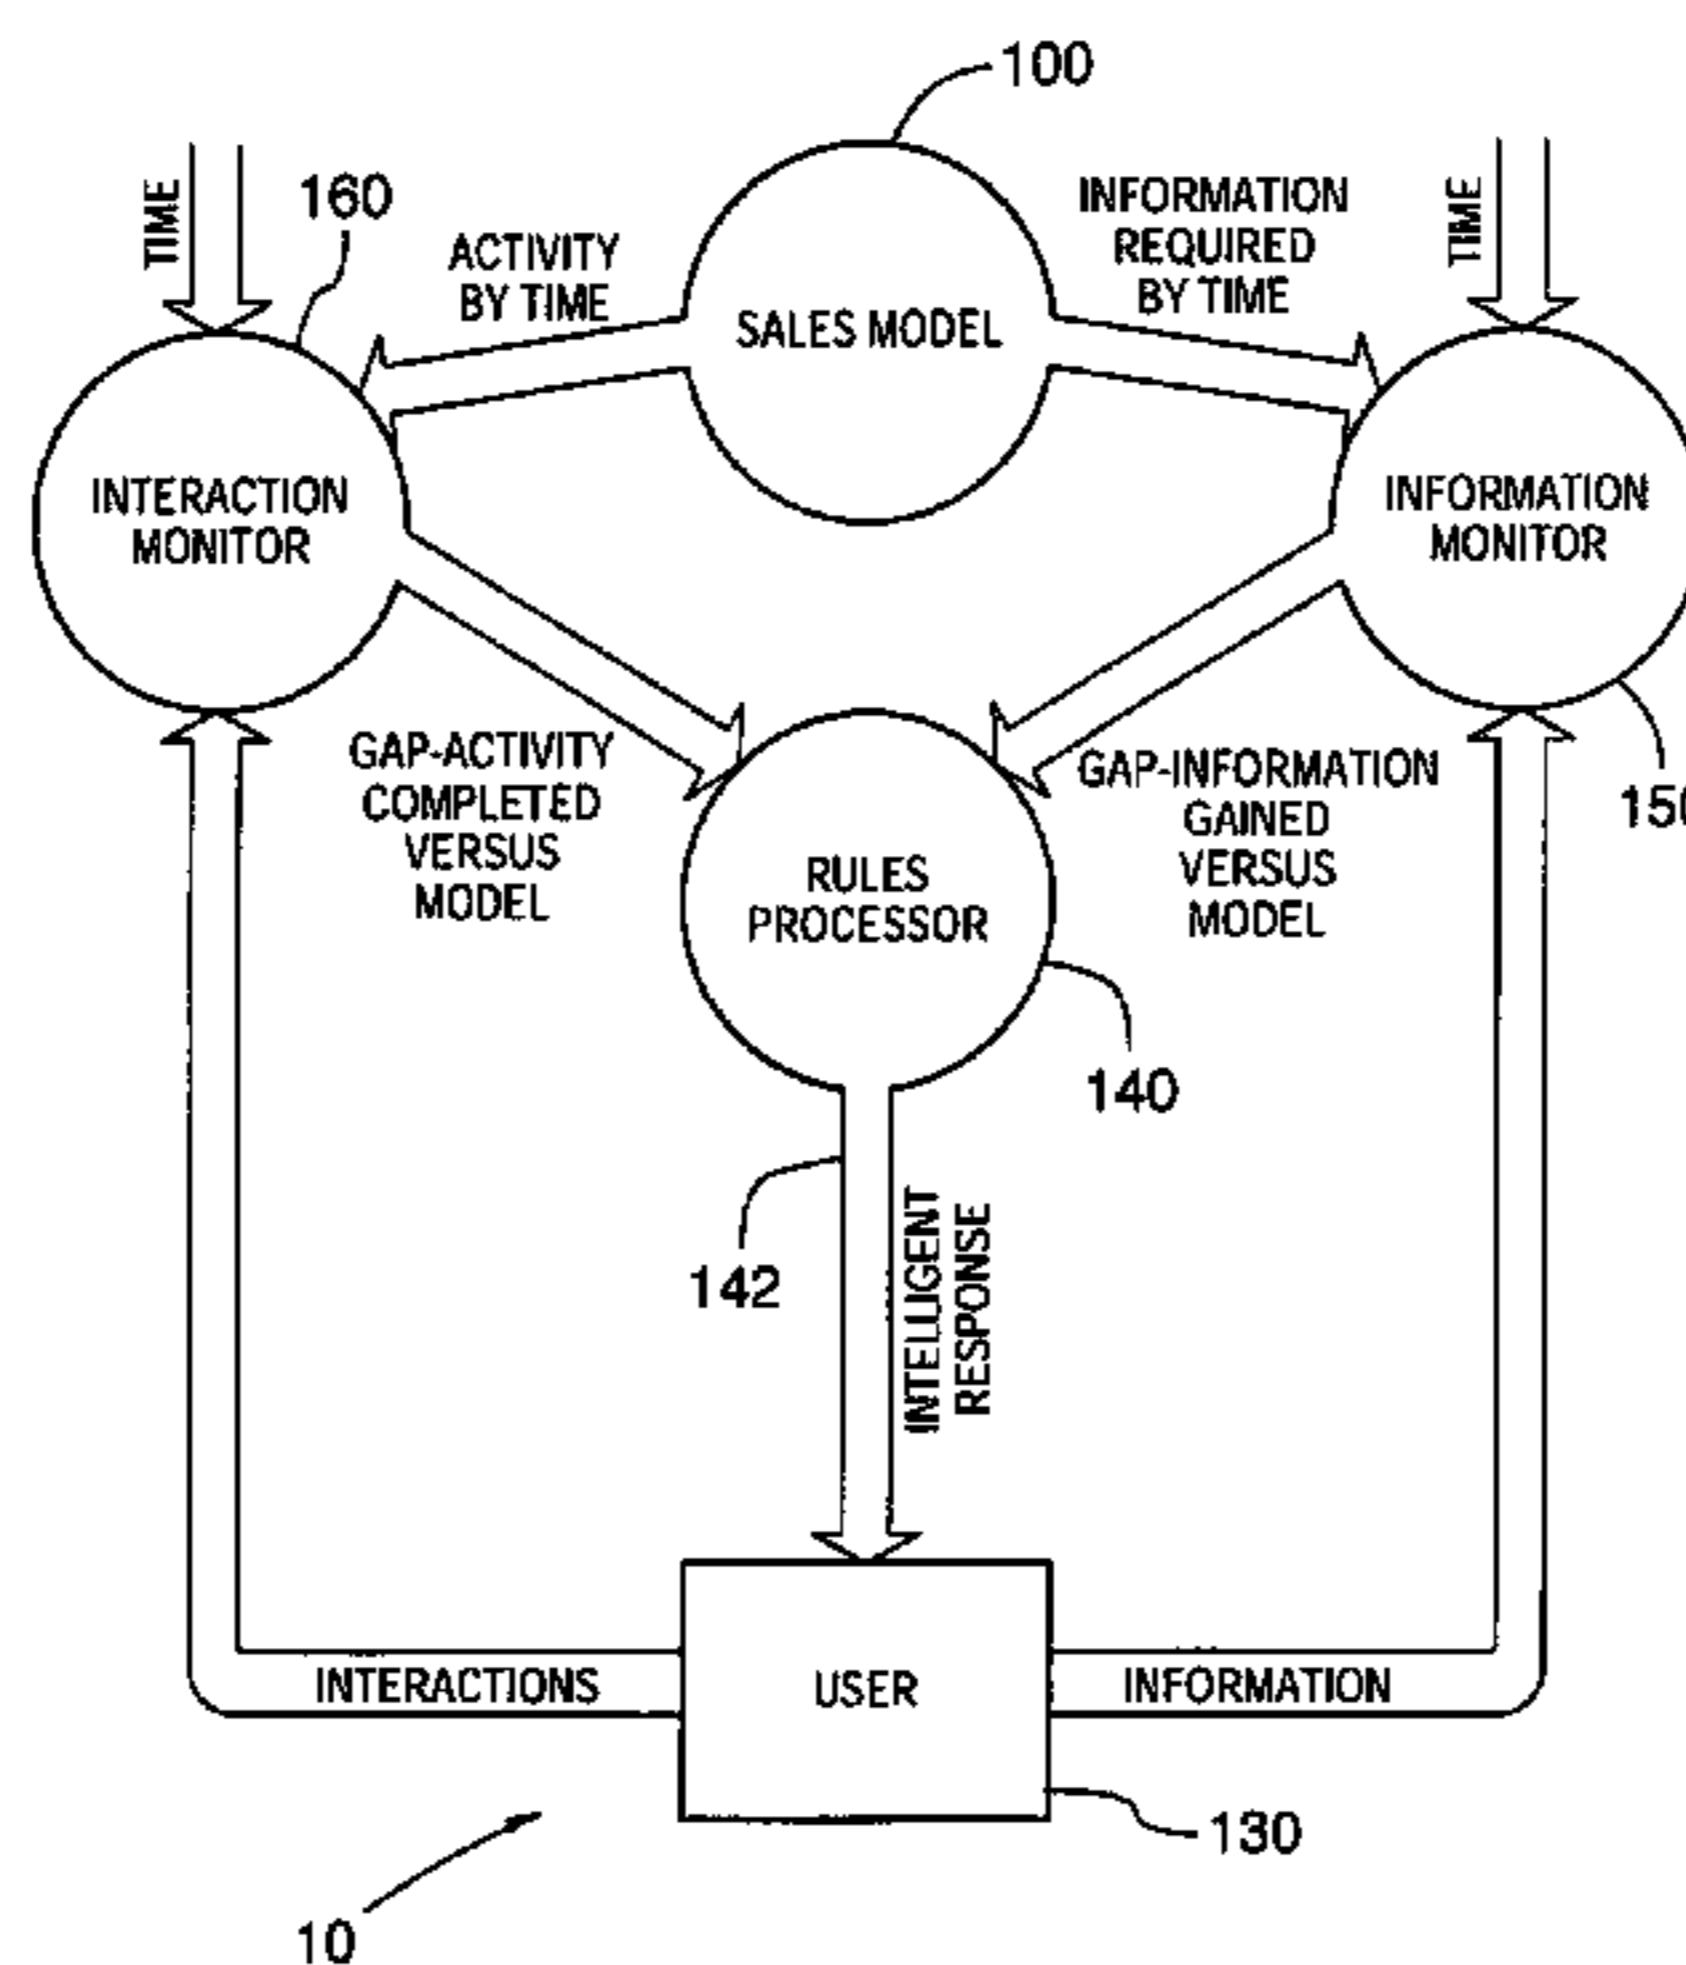 100
TIME
160
ACTIVITY
BY TIME
INFORMATION
REQUIRED
BY TIME
TIME
SALES MODEL
INTERACTION
MONITOR
INFORMATION
MONITOR
GAP-ACTIVITY
COMPLETED
VERSUS
MODEL
GAP-INFORMATION
GAINED
VERSUS
MODEL
150
RULES
PROCESSOR
140
142
INTELLIGENT
RESPONSE
INTERACTIONS
USER
INFORMATION
130
10